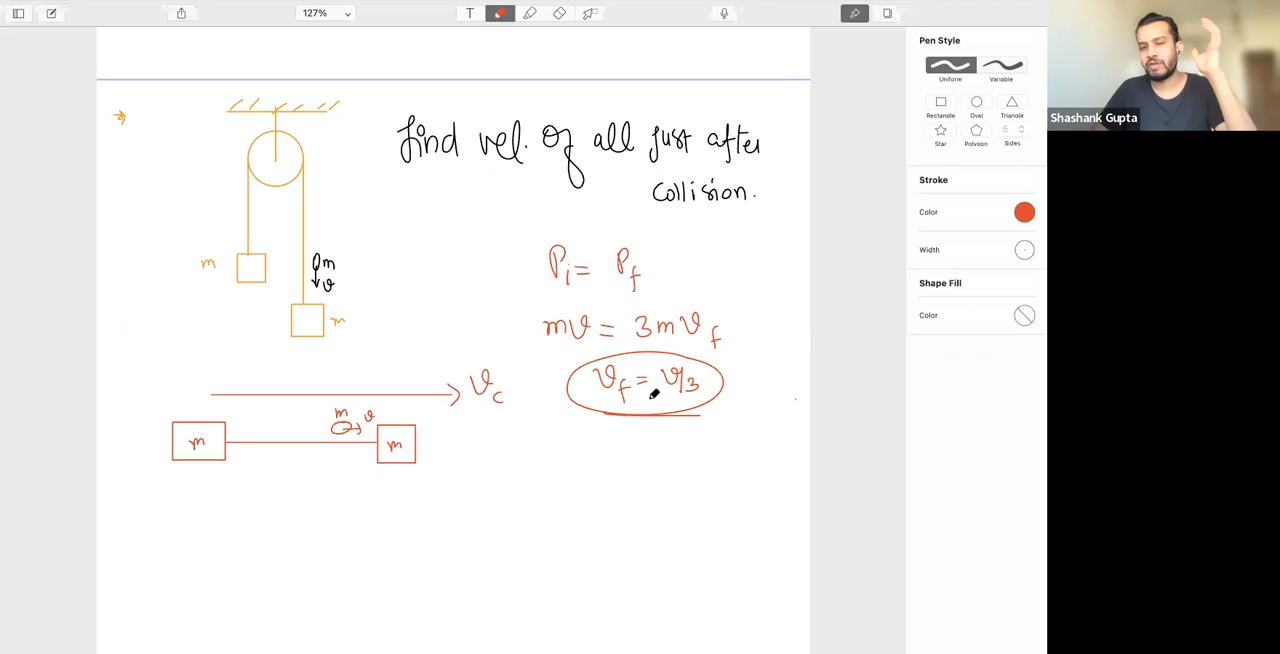 127%
T
Pen Style
Uniform
Variable
Rectangle
Oval
Triangle
Star
Polygon
5
Sides
Stroke
Color
Width
Shape Fill
Color
Shashank Gupta
find vel. of all just after
collision.
m
m
v
m
Pi = Pf
mv = 3mvf
vf = v/3
vc
m
v
m
m